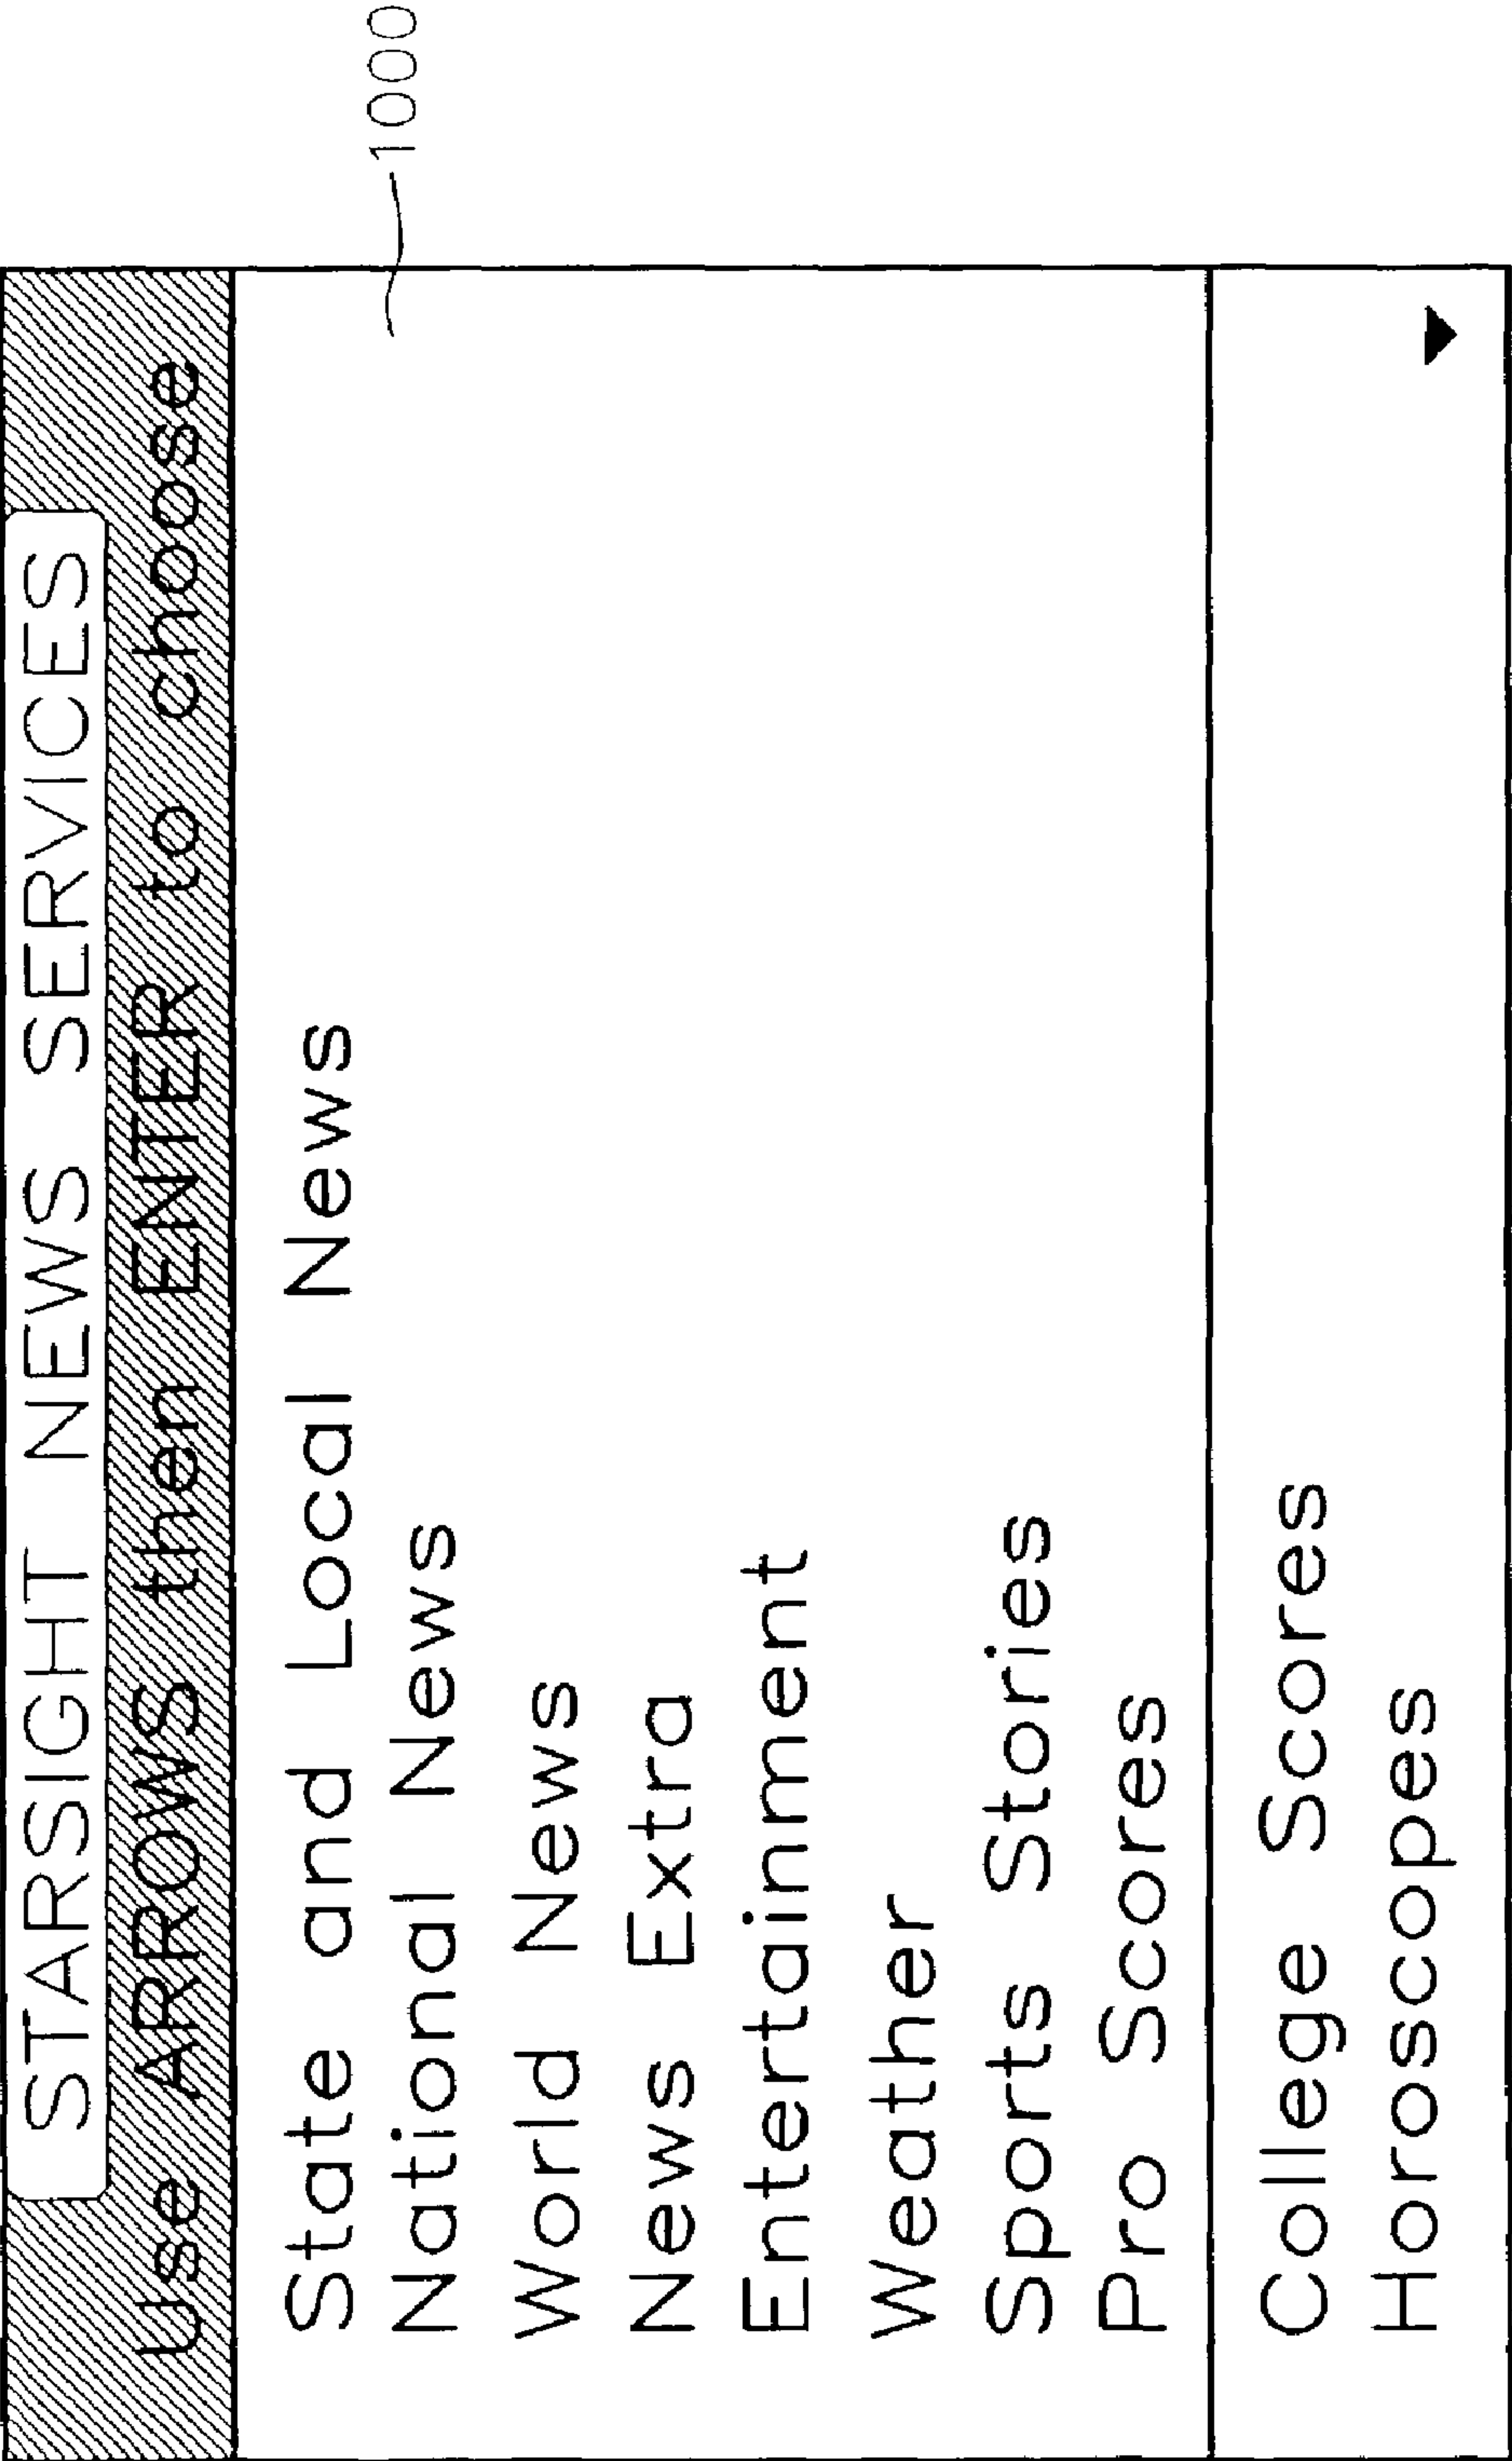 STARSIGHT NEWS SERVICES
Use ARROWS then ENTER to choose
State and Local News
National News
World News
News Extra
Entertainment
Weather
Sports Stories
Pro Scores
College Scores
Horoscopes
1000